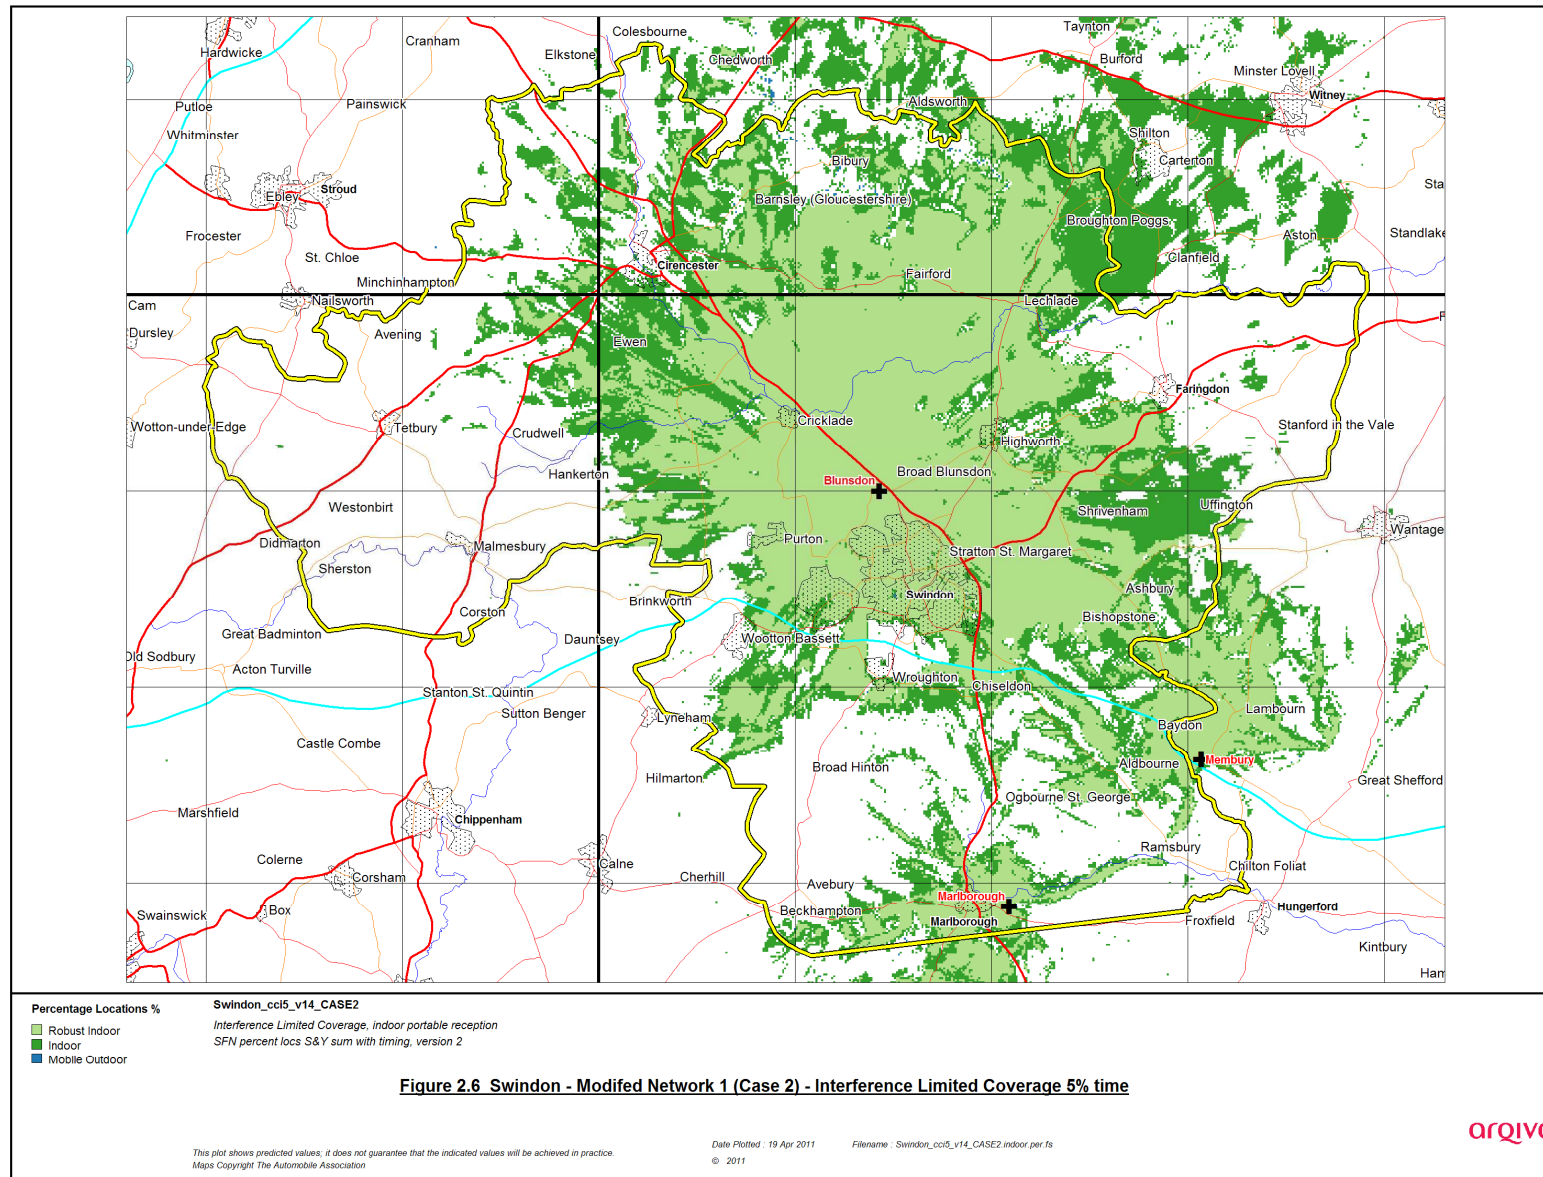 Colesbourne
Taynton
Cranham
Hardwicke
Elkstone
Chedworth
Burford
Minster Lovell
Witney
Putloe
Painswick
Aldsworth
Whitminster
Shilton
Bibury
Carterton
Stroud
Ebley
Sta
Barnsley (Gloucestershire)
Broughton Poggs
Frocester
Aston
Standlake
St. Chloe
Cirencester
Clanfield
Minchinhampton
Fairford
Cam
Nailsworth
Lechlade
Dursley
Avening
Ewen
Faringdon
Wotton-under-Edge
Tetbury
Crudwell
Cricklade
Highworth
Stanford in the Vale
Hankerton
Broad Blunsdon
Blunsdon
Westonbirt
Shrivenham
Uffington
Wantage
Didmarton
Malmesbury
Purton
Stratton St. Margaret
Sherston
Ashbury
Swindon
Brinkworth
Corston
Bishopstone
Great Badminton
Dauntsey
Wootton Bassett
Old Sodbury
Acton Turville
Wroughton
Stanton St. Quintin
Chiseldon
Sutton Benger
Lyneham
Lambourn
Baydon
Castle Combe
Broad Hinton
Aldbourne
Membury
Hilmarton
Great Shefford
Ogbourne St. George
Marshfield
Chippenham
Ramsbury
Colerne
Calne
Chilton Foliat
Corsham
Cherhill
Avebury
Marlborough
Box
Swainswick
Beckhampton
Marlborough
Froxfield
Hungerford
Kintbury
Ham
Percentage Locations %
Robust Indoor
Indoor
Mobile Outdoor
Swindon_cci5_v14_CASE2
Interference Limited Coverage, indoor portable reception
SFN percent locs S&Y sum with timing, version 2
Figure 2.6 Swindon - Modifed Network 1 (Case 2) - Interference Limited Coverage 5% time
arqiva
Date Plotted : 19 Apr 2011
Filename : Swindon_cci5_v14_CASE2.indoor.per.fs
This plot shows predicted values; it does not guarantee that the indicated values will be achieved in practice.
Maps Copyright The Automobile Association
© 2011